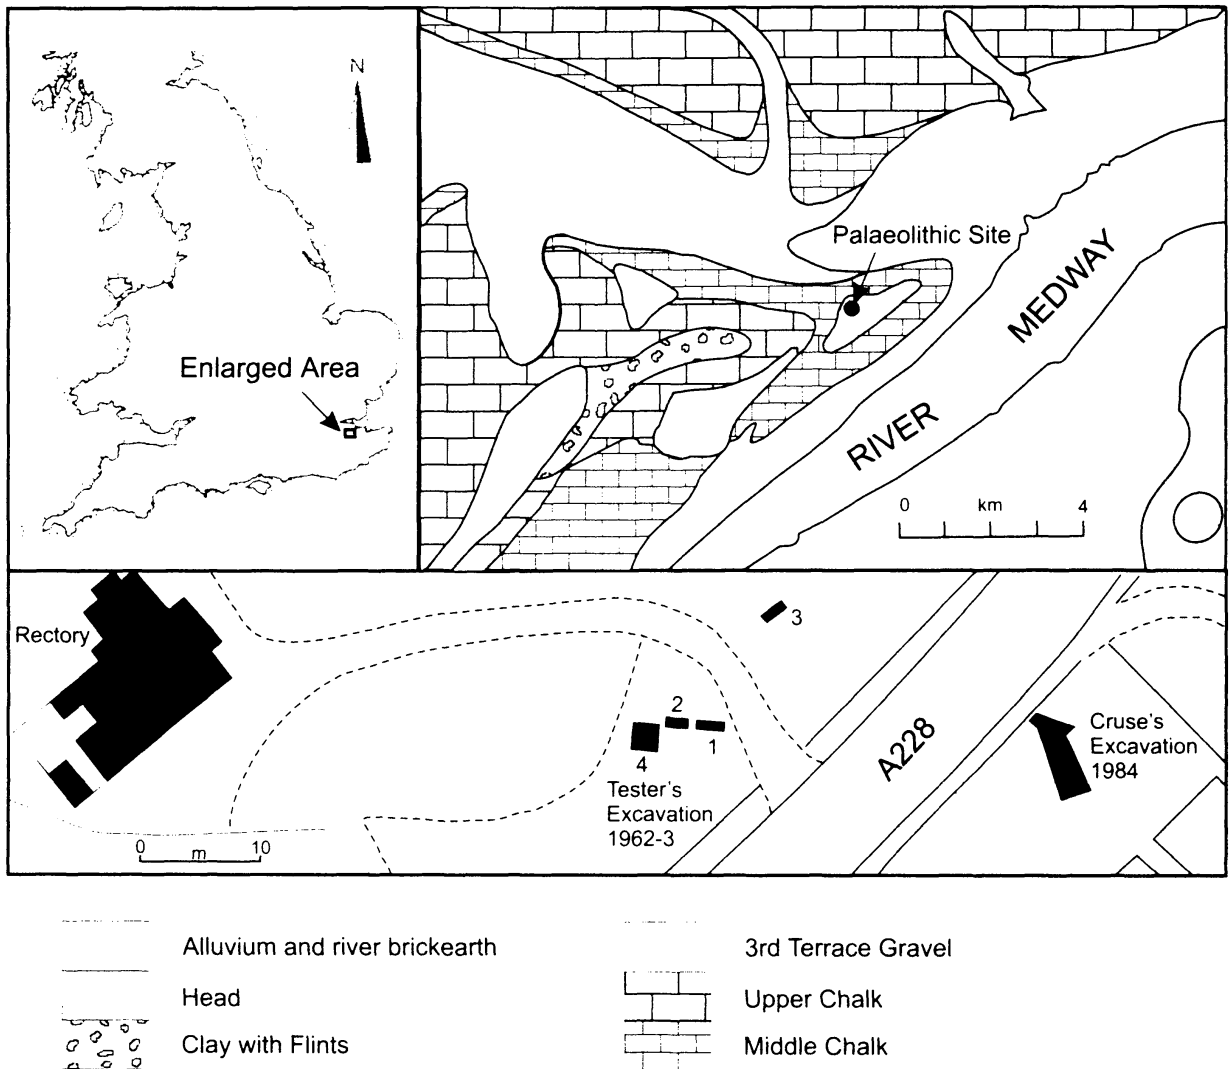 N
Enlarged Area
Palaeolithic Site
RIVER MEDWAY
0 km 4
Rectory
3
2
1
4
Tester's
Excavation
1962-3
A228
Cruse's
Excavation
1984
0 m 10
Alluvium and river brickearth
Head
Clay with Flints
3rd Terrace Gravel
Upper Chalk
Middle Chalk